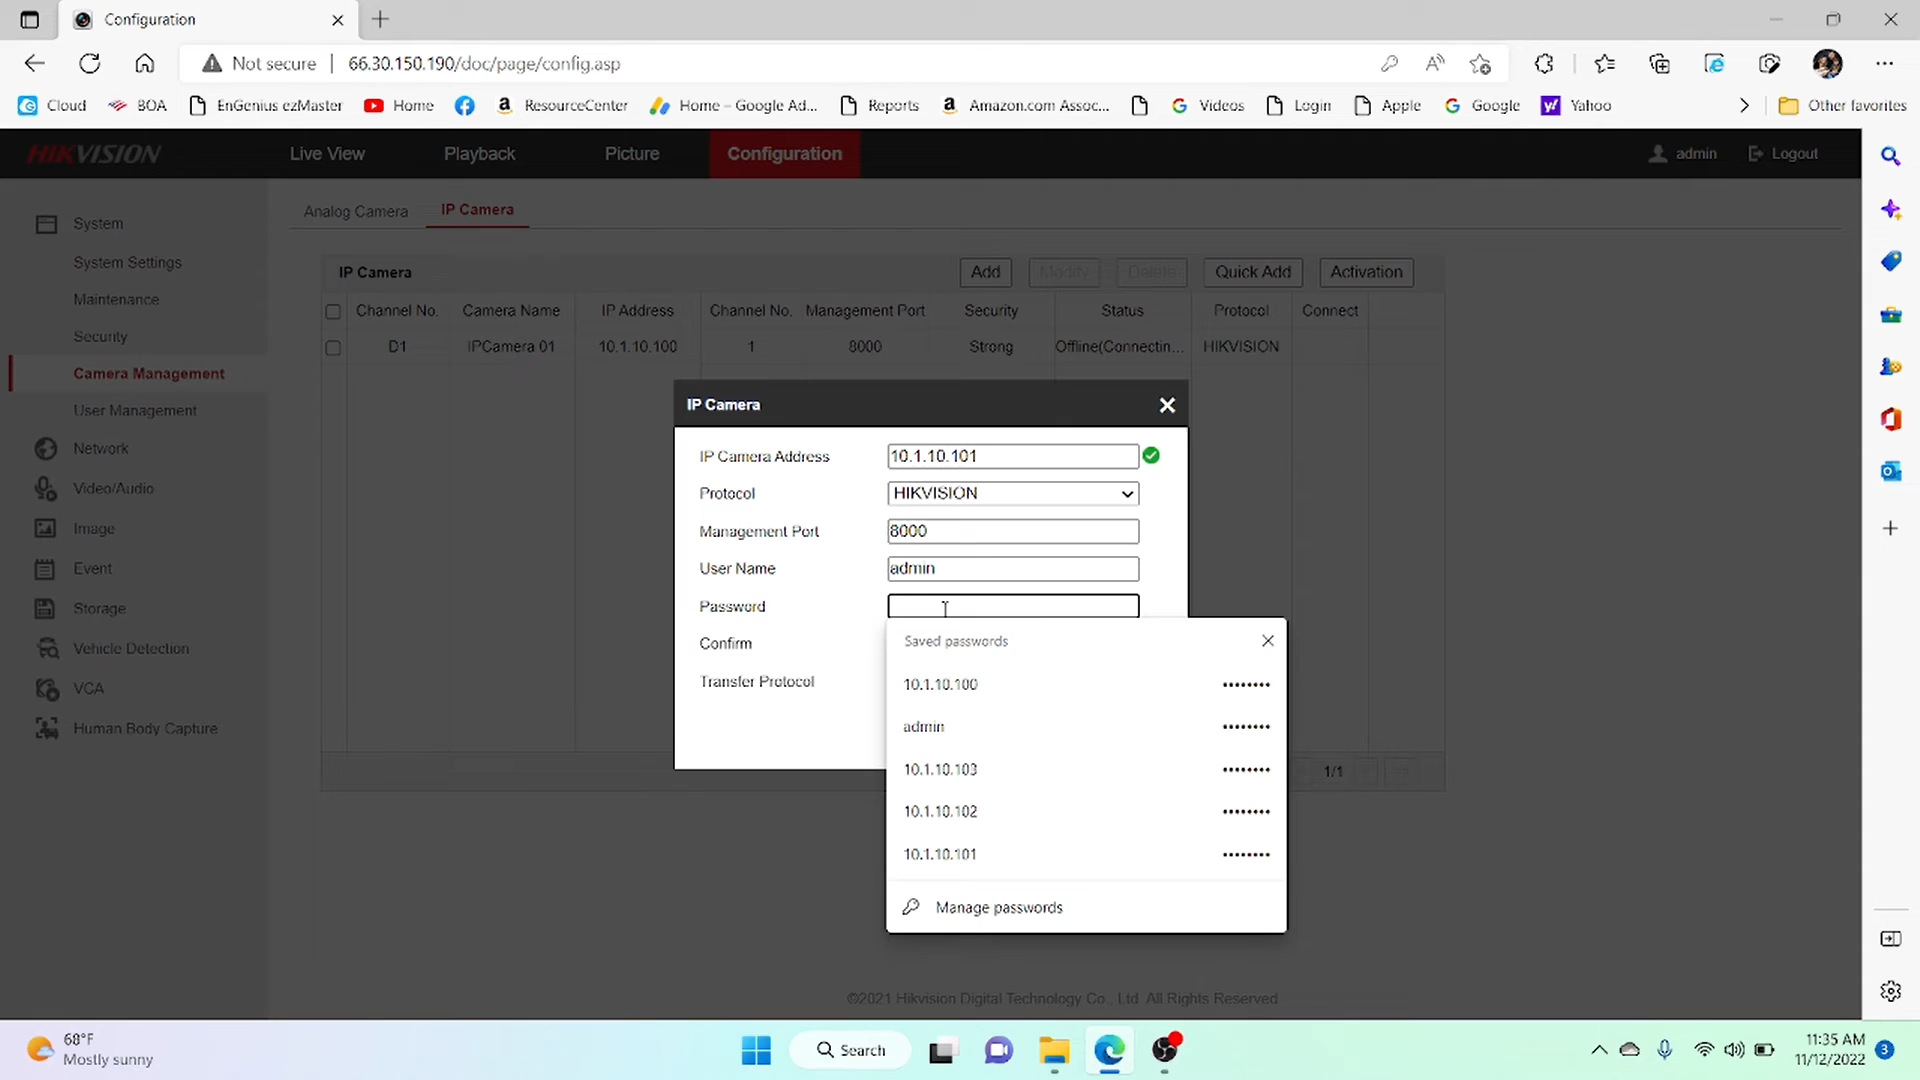 Configuration
Not secure
66.30.150.190/doc/page/config.asp
Cloud
BOA
EnGenius ezMaster
Home
ResourceCenter
Home – Google Ad...
Reports
Amazon.com Assoc...
Videos
Login
Apple
Google
Yahoo
Other favorites
HIKVISION
Live View
Playback
Picture
Configuration
admin
Logout
System
System Settings
Maintenance
Security
Camera Management
User Management
Network
Video/Audio
Image
Event
Storage
Vehicle Detection
VCA
Human Body Capture
Analog Camera
IP Camera
IP Camera
Add
Modify
Delete
Quick Add
Activation
Channel No. Camera Name IP Address Channel No. Management Port Security Status Protocol Connect
D1 IPCamera 01 10.1.10.100 1 8000 Strong Offline(Connectin... HIKVISION
IP Camera
IP Camera Address 10.1.10.101
Protocol HIKVISION
Management Port 8000
User Name admin
Password
Confirm
Transfer Protocol
Saved passwords
10.1.10.100 ••••••••
admin ••••••••
10.1.10.103 ••••••••
10.1.10.102 ••••••••
10.1.10.101 ••••••••
Manage passwords
1/1
©2021 Hikvision Digital Technology Co., Ltd. All Rights Reserved
68°F
Mostly sunny
Search
11:35 AM
11/12/2022
3